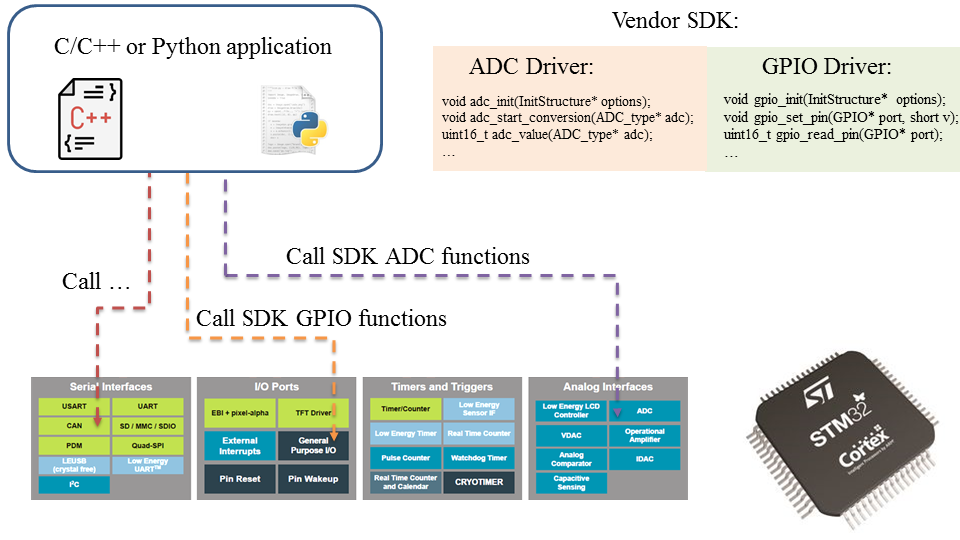 C/C++ or Python application
C++
Vendor SDK:
ADC Driver:
void adc_init(InitStructure* options);
void adc_start_conversion(ADC_type* adc);
uint16_t adc_value(ADC_type* adc);
…
GPIO Driver:
void gpio_init(InitStructure* options);
void gpio_set_pin(GPIO* port, short v);
uint16_t gpio_read_pin(GPIO* port);
…
Call SDK ADC functions
Call …
Call SDK GPIO functions
Serial Interfaces
USART
UART
CAN
SD / MMC / SDIO
PDM
Quad-SPI
LEUSB
(crystal free)
Low Energy
UART™
I²C
I/O Ports
EBI + pixel-alpha
TFT Driver
External
Interrupts
General
Purpose I/O
Pin Reset
Pin Wakeup
Timers and Triggers
Timer/Counter
Low Energy
Sensor IF
Low Energy Timer
Real Time Counter
Pulse Counter
Watchdog Timer
Real Time Counter
and Calendar
CRYOTIMER
Analog Interfaces
Low Energy LCD
Controller
ADC
VDAC
Operational
Amplifier
Analog
Comparator
IDAC
Capacitive
Sensing
ST
STM32
Cortex